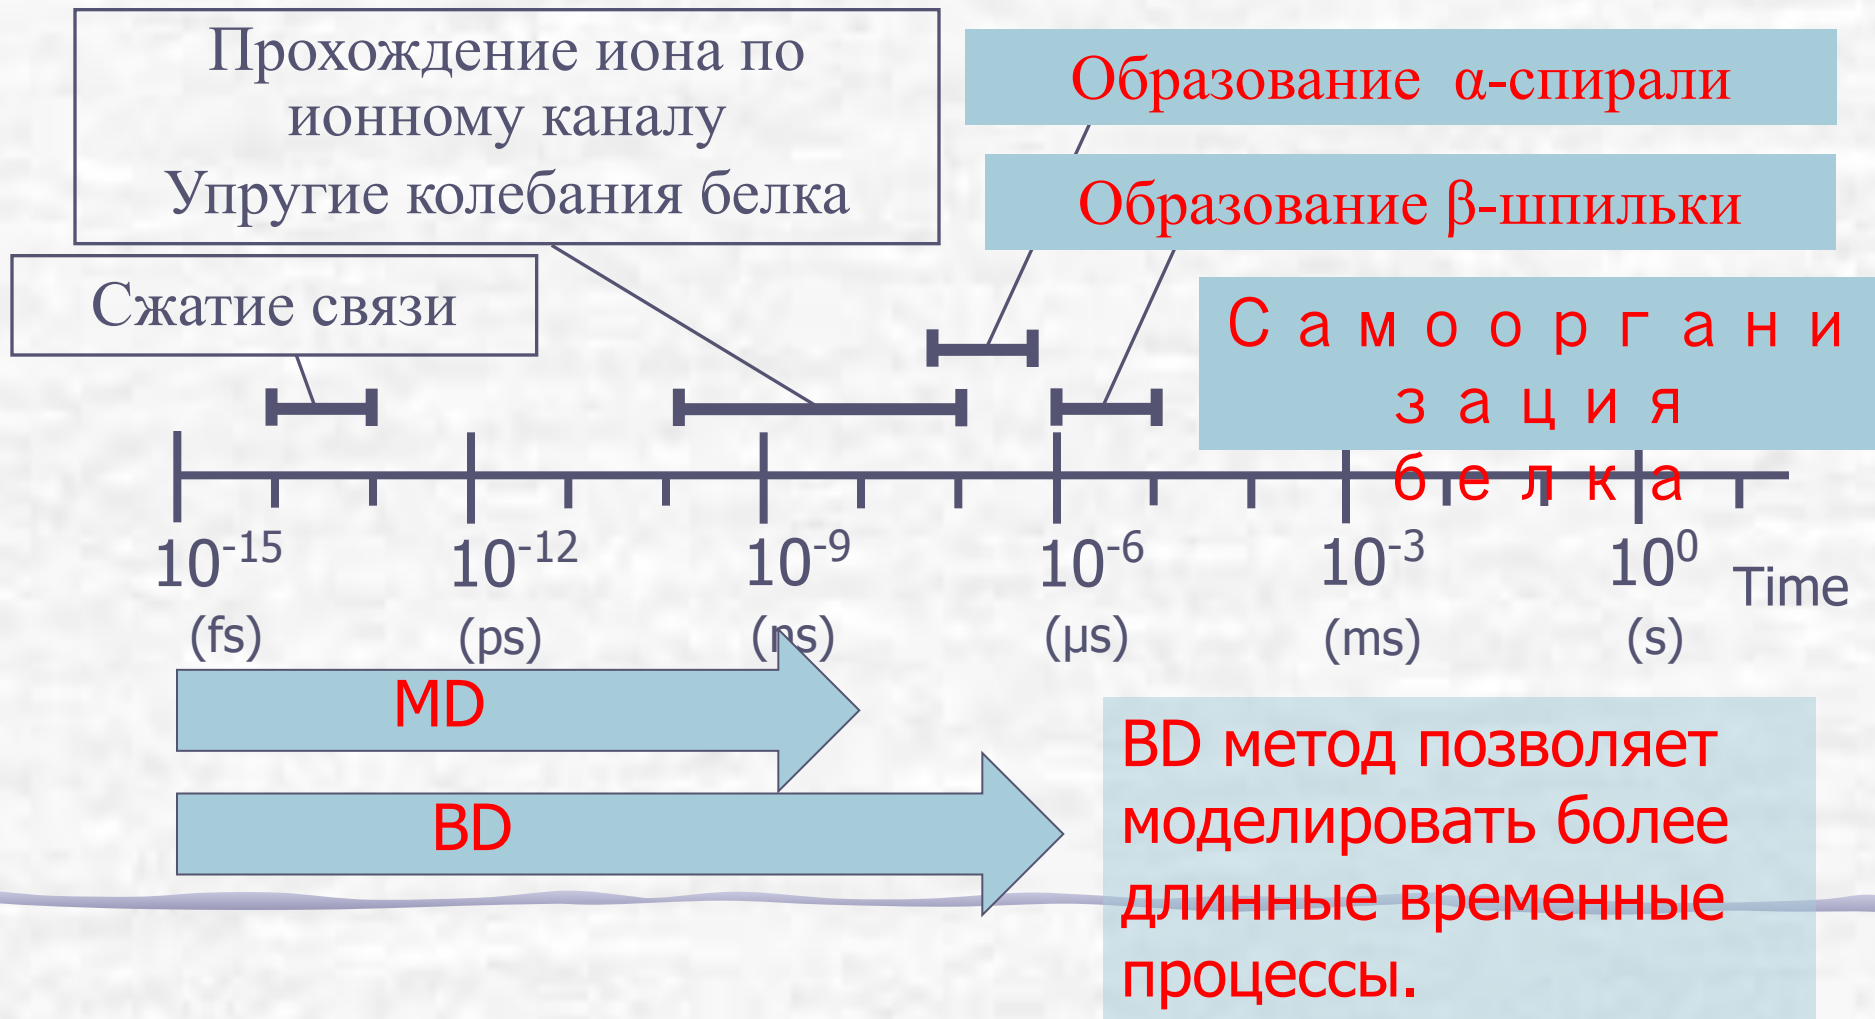 Прохождение иона по
ионному каналу
Упругие колебания белка
Образование α-спирали
Образование β-шпильки
Сжатие связи
С а м о о р г а н и
з а ц и я
б е л к а
10⁻¹⁵ 10⁻¹² 10⁻⁹ 10⁻⁶ 10⁻³ 10⁰ Time
(fs) (ps) (ns) (μs) (ms) (s)
MD
BD
BD метод позволяет
моделировать более
длинные временные
процессы.